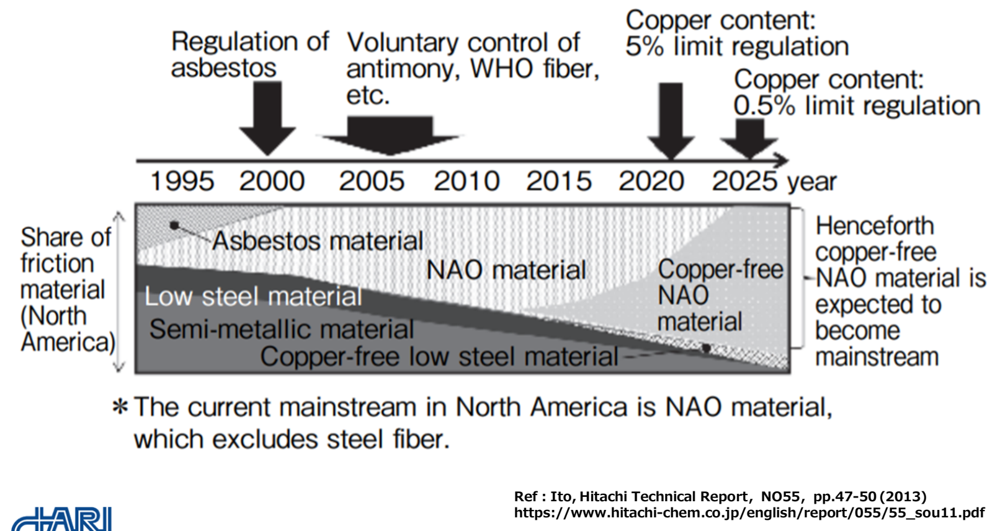 Regulation of
asbestos
Voluntary control of
antimony, WHO fiber,
etc.
Copper content:
5% limit regulation
Copper content:
0.5% limit regulation
1995 2000 2005 2010 2015 2020 2025 year
Share of
friction
material
(North
America)
Asbestos material
NAO material
Low steel material
Semi-metallic material
Copper-free low steel material
Copper-free
NAO
material
Henceforth
copper-free
NAO material is
expected to
become
mainstream
* The current mainstream in North America is NAO material,
which excludes steel fiber.
Ref : Ito, Hitachi Technical Report, NO55, pp.47-50 (2013)
https://www.hitachi-chem.co.jp/english/report/055/55_sou11.pdf